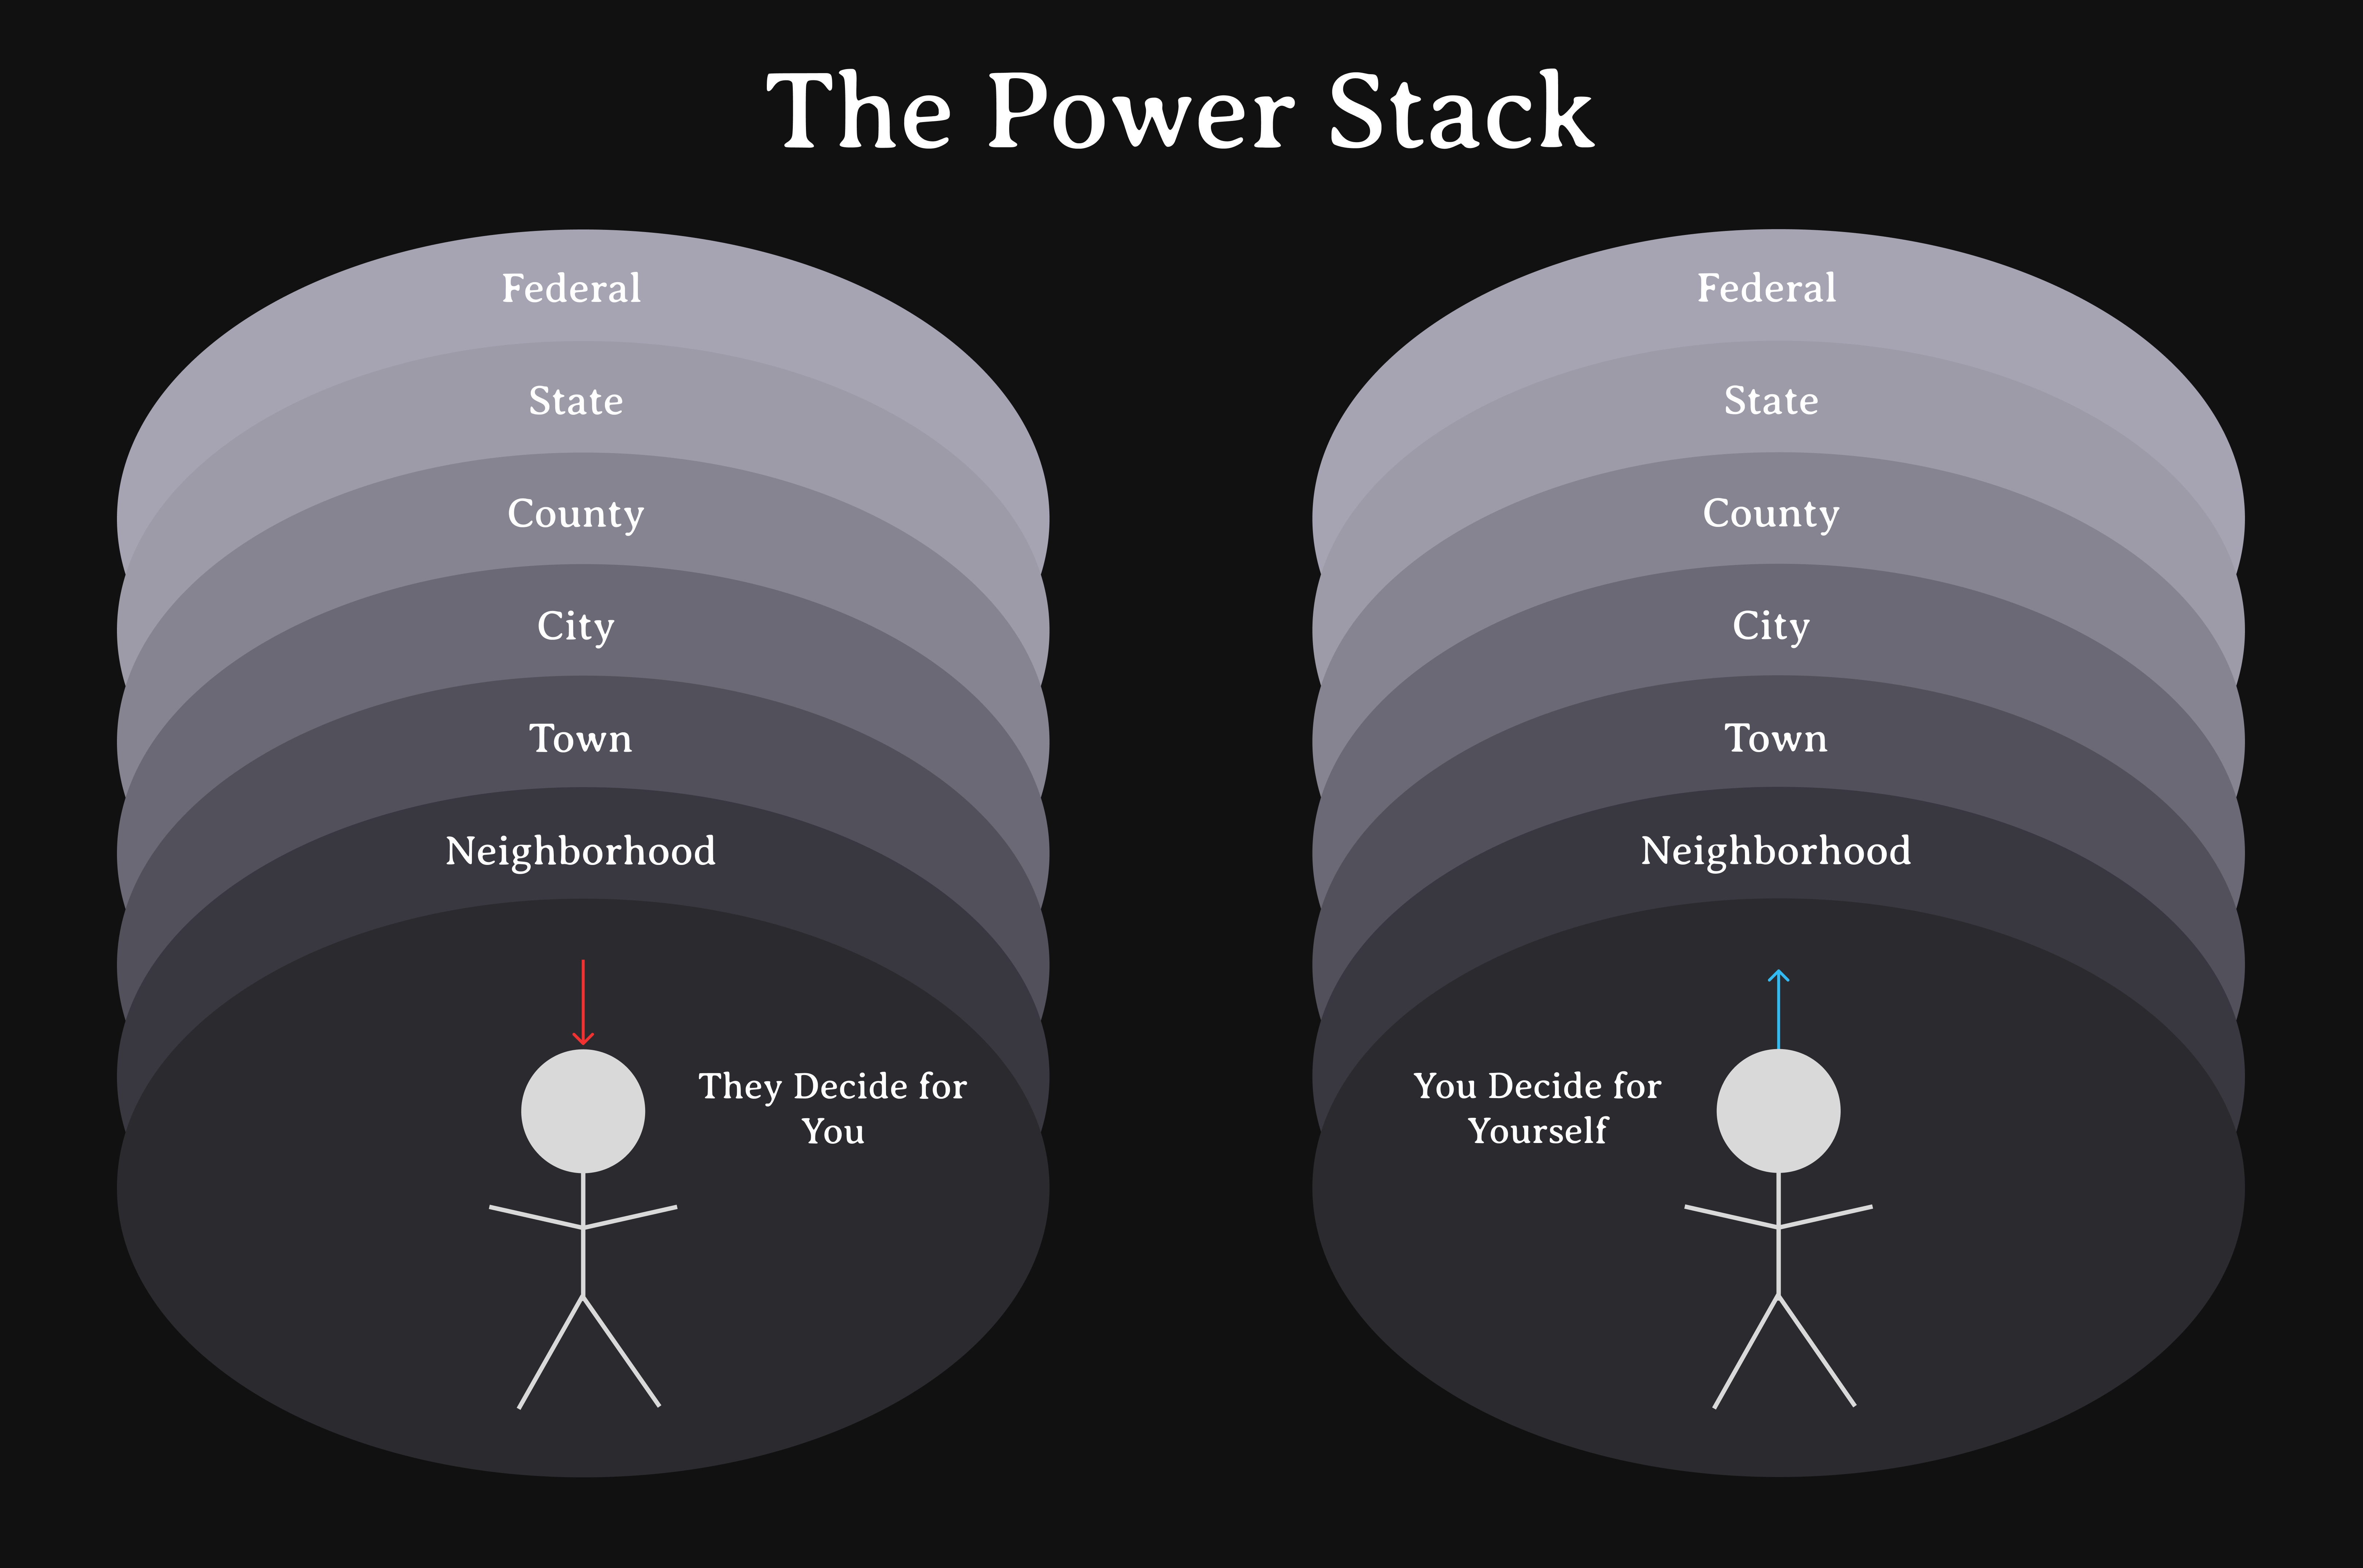 The Power Stack
Federal
State
County
City
Town
Neighborhood
They Decide for
You
Federal
State
County
City
Town
Neighborhood
You Decide for
Yourself